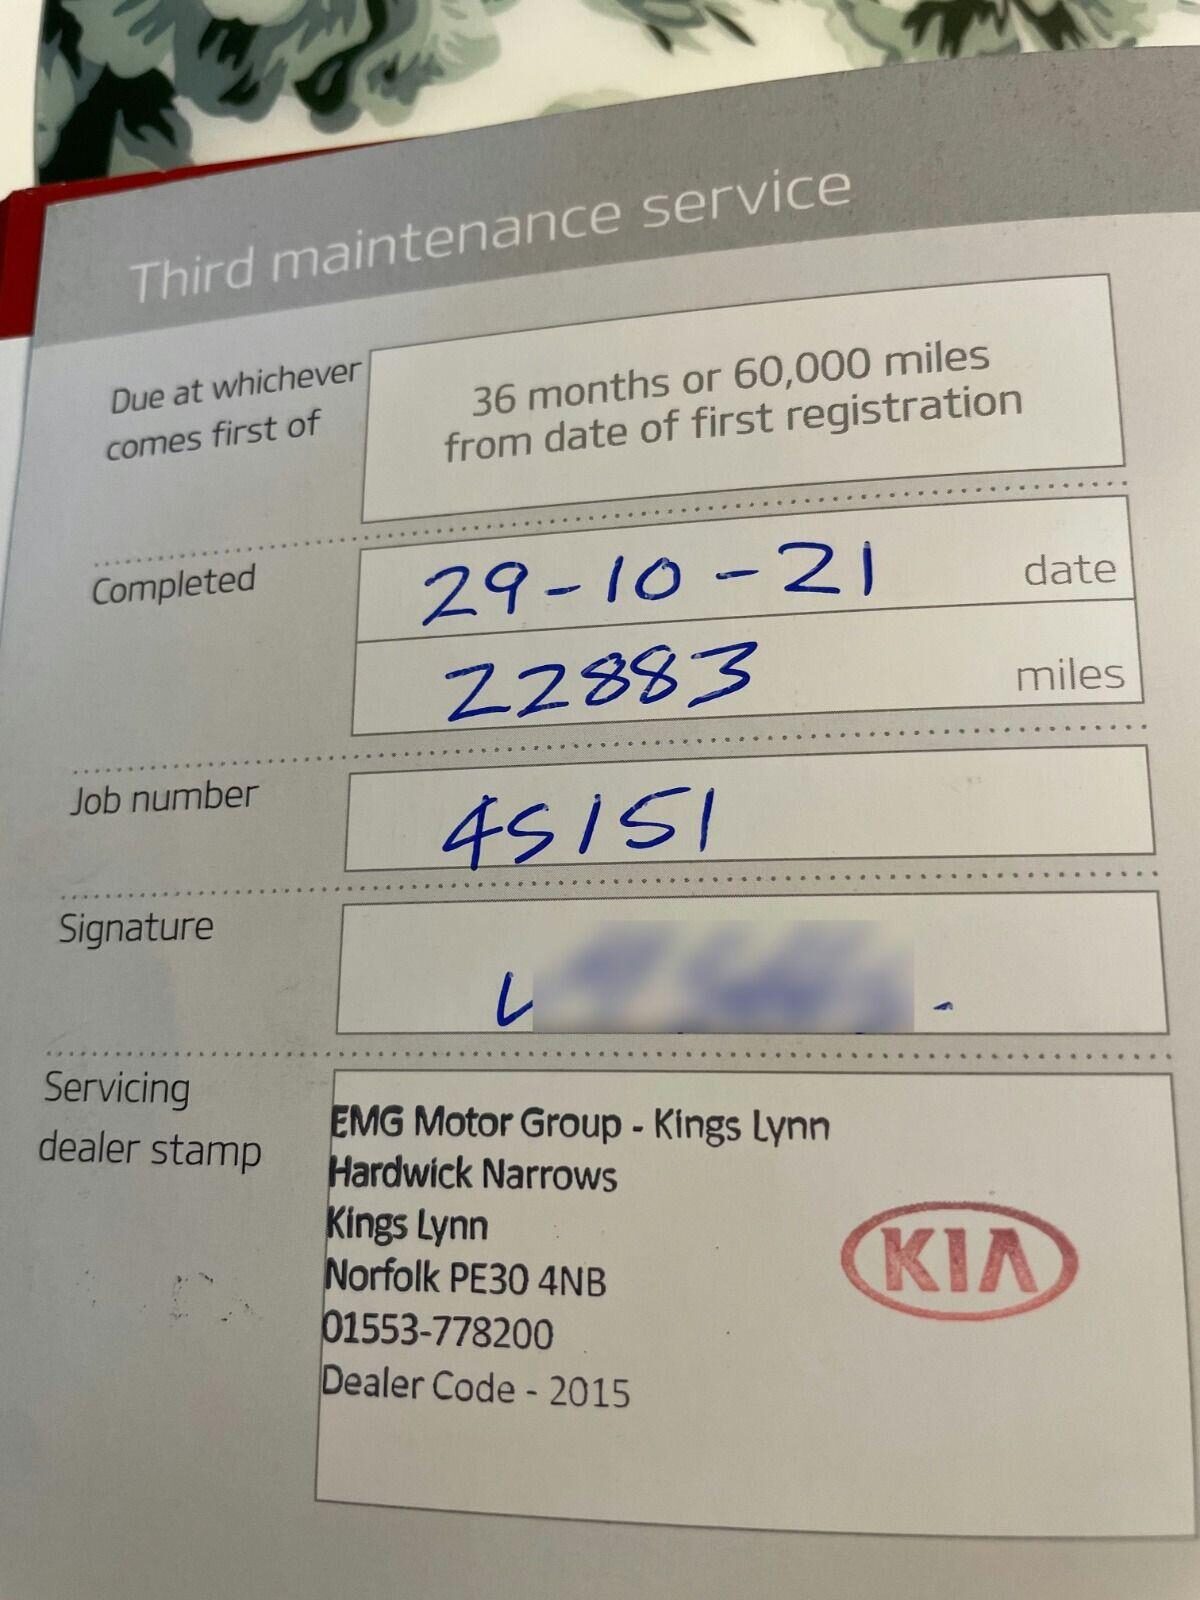 Third maintenance service
Due at whichever
comes first of
36 months or 60,000 miles
from date of first registration
Completed
29-10-21 date
22883 miles
Job number
45151
Signature
Servicing
dealer stamp
EMG Motor Group - Kings Lynn
Hardwick Narrows
Kings Lynn
Norfolk PE30 4NB
01553-778200
Dealer Code - 2015
KIA